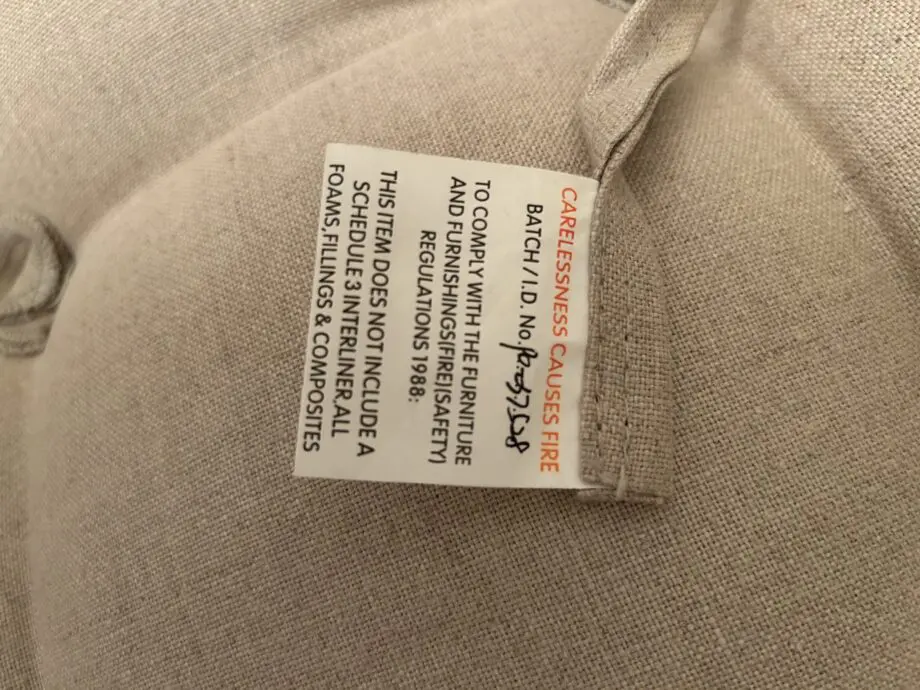 CARELESSNESS CAUSES FIRE
BATCH / I.D. No.
TO COMPLY WITH THE FURNITURE
AND FURNISHINGS(FIRE)(SAFETY)
REGULATIONS 1988:
THIS ITEM DOES NOT INCLUDE A
SCHEDULE 3 INTERLINER,ALL
FOAMS,FILLINGS & COMPOSITES